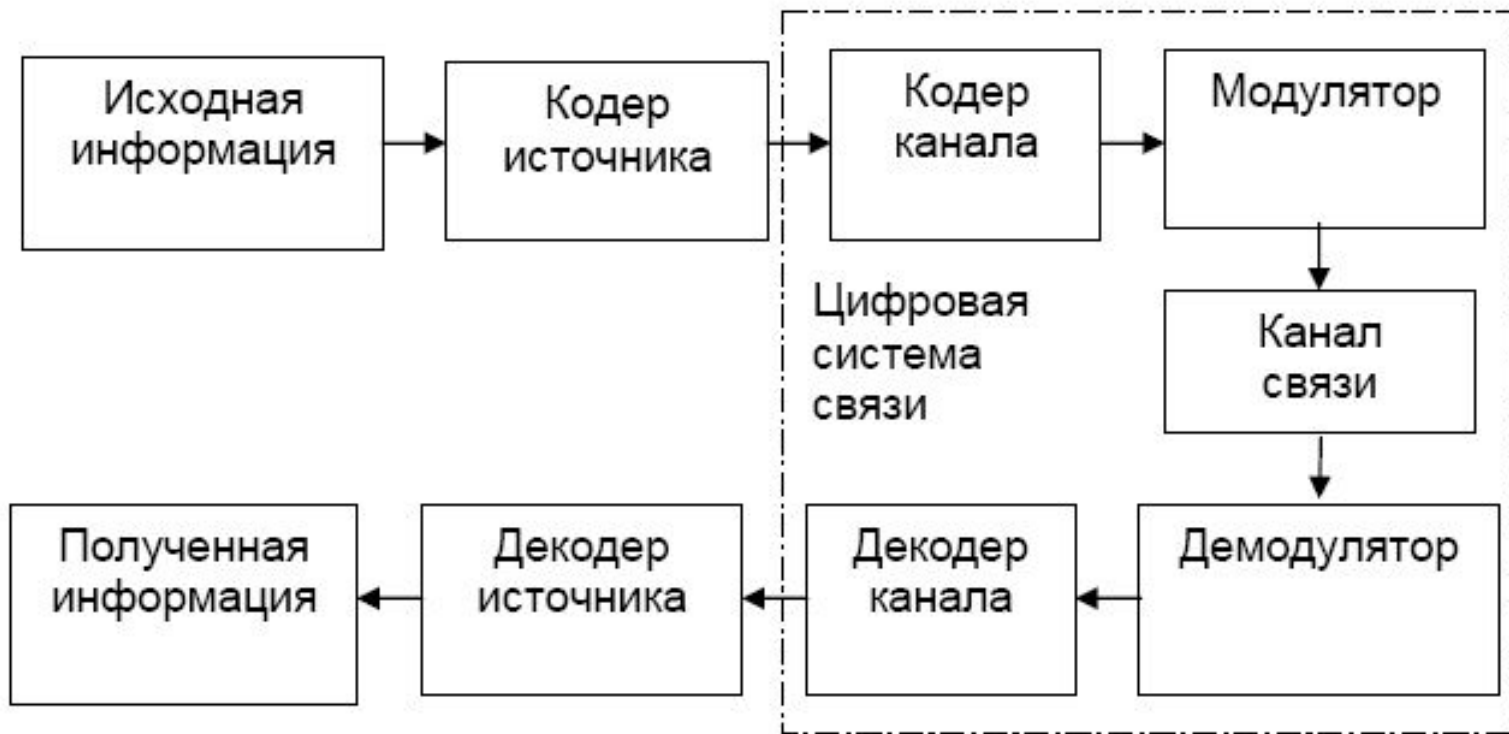 Исходная
информация
Кодер
источника
Кодер
канала
Модулятор
Цифровая
система
связи
Канал
связи
Полученная
информация
Декодер
источника
Декодер
канала
Демодулятор